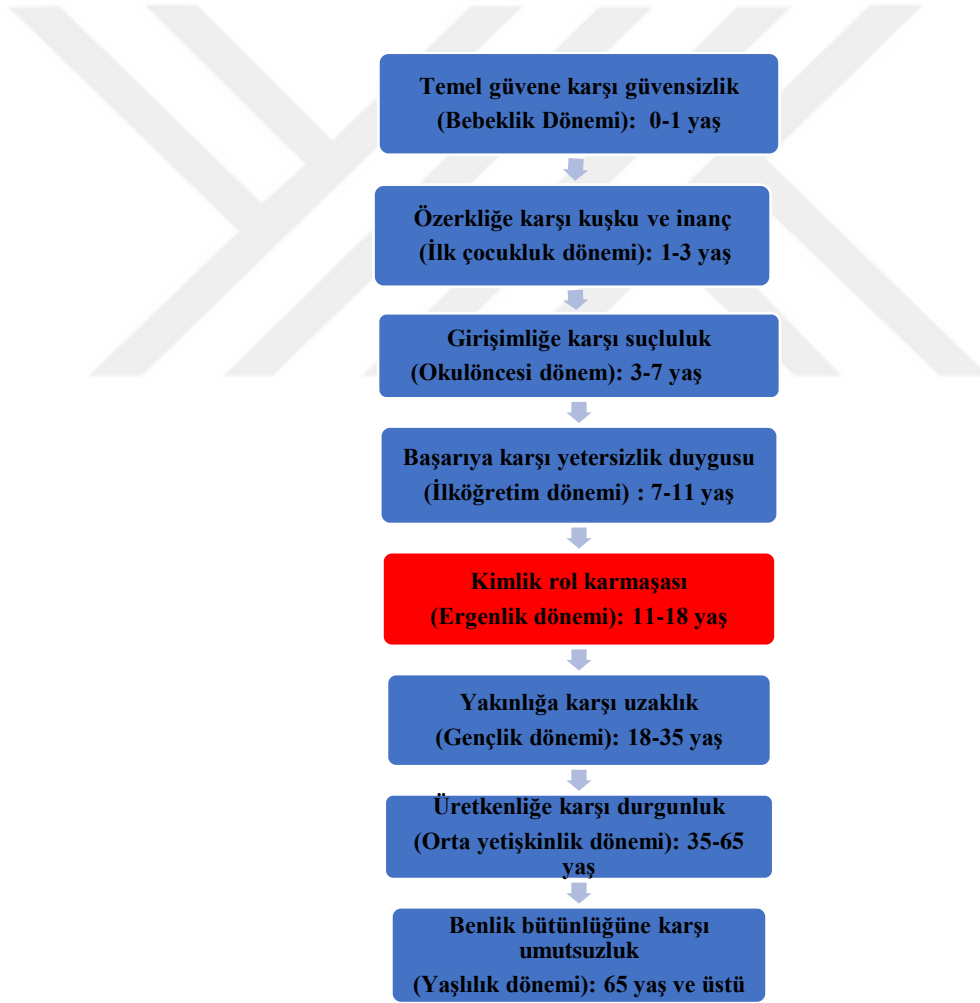 Temel güvene karşı güvensizlik
(Bebeklik Dönemi): 0-1 yaş
Özerkliğe karşı kuşku ve inanç
(İlk çocukluk dönemi): 1-3 yaş
Girişimliğe karşı suçluluk
(Okulöncesi dönem): 3-7 yaş
Başarıya karşı yetersizlik duygusu
(İlköğretim dönemi) : 7-11 yaş
Kimlik rol karmaşası
(Ergenlik dönemi): 11-18 yaş
Yakınlığa karşı uzaklık
(Gençlik dönemi): 18-35 yaş
Üretkenliğe karşı durgunluk
(Orta yetişkinlik dönemi): 35-65
yaş
Benlik bütünlüğüne karşı
umutsuzluk
(Yaşlılık dönemi): 65 yaş ve üstü